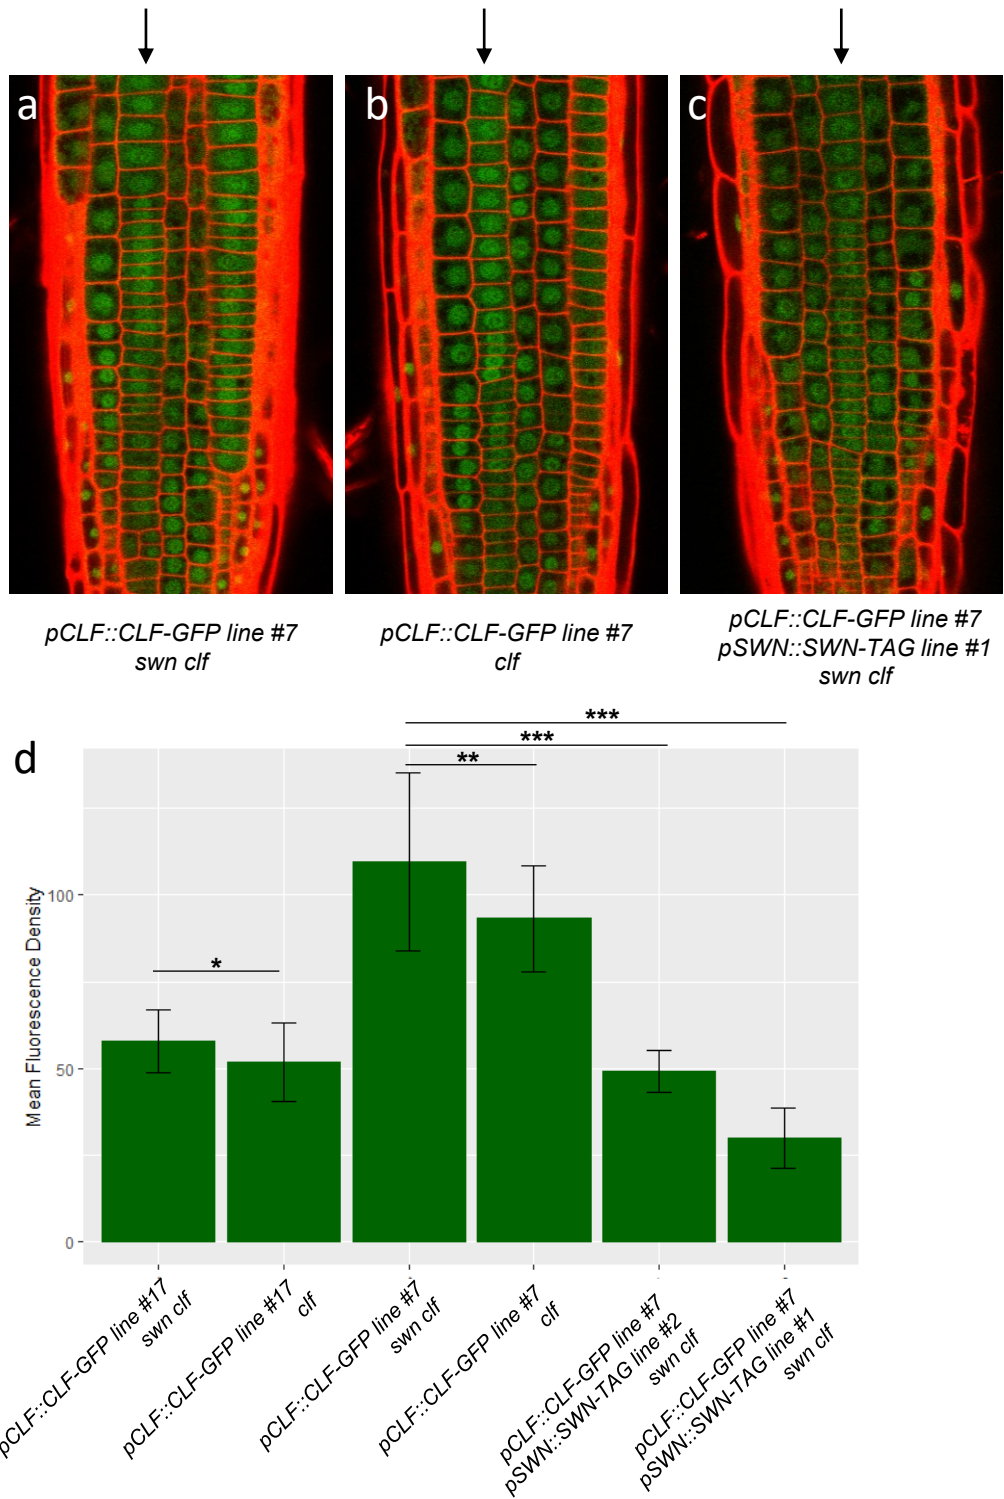 a
b
c
pCLF::CLF-GFP line #7
swn clf
pCLF::CLF-GFP line #7
clf
pCLF::CLF-GFP line #7
pSWN::SWN-TAG line #1
swn clf
d
***
***
**
*
Mean Fluorescence Density
100
50
0
pCLF::CLF-GFP line #17
swn clf
pCLF::CLF-GFP line #17
clf
pCLF::CLF-GFP line #7
swn clf
pCLF::CLF-GFP line #7
clf
pCLF::CLF-GFP line #7
pSWN::SWN-TAG line #2
swn clf
pCLF::CLF-GFP line #7
pSWN::SWN-TAG line #1
swn clf